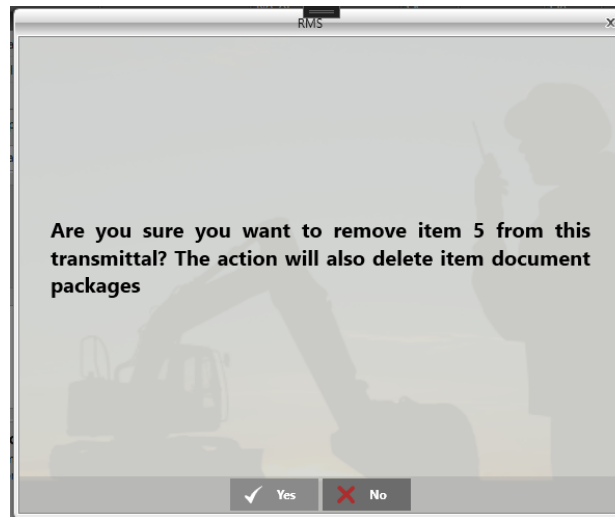 RMS
Are you sure you want to remove item 5 from this
transmittal? The action will also delete item document
packages
Yes No